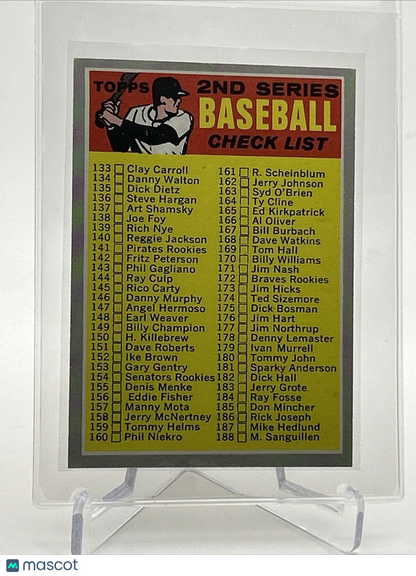 TOPPS 2ND SERIES
BASEBALL
CHECK LIST
133 Clay Carroll
134 Danny Walton
135 Dick Dietz
136 Steve Hargan
137 Art Shamsky
138 Joe Foy
139 Rich Nye
140 Reggie Jackson
141 Pirates Rookies
142 Fritz Peterson
143 Phil Gagliano
144 Ray Culp
145 Rico Carty
146 Danny Murphy
147 Angel Hermoso
148 Earl Weaver
149 Billy Champion
150 H. Killebrew
151 Dave Roberts
152 Ike Brown
153 Gary Gentry
154 Senators Rookies
155 Denis Menke
156 Eddie Fisher
157 Manny Mota
158 Jerry McNertney
159 Tommy Helms
160 Phil Niekro
161 R. Scheinblum
162 Jerry Johnson
163 Syd O'Brien
164 Ty Cline
165 Ed Kirkpatrick
166 Al Oliver
167 Bill Burbach
168 Dave Watkins
169 Tom Hall
170 Billy Williams
171 Jim Nash
172 Braves Rookies
173 Jim Hicks
174 Ted Sizemore
175 Dick Bosman
176 Jim Hart
177 Jim Northrup
178 Denny Lemaster
179 Ivan Murrell
180 Tommy John
181 Sparky Anderson
182 Dick Hall
183 Jerry Grote
184 Ray Fosse
185 Don Mincher
186 Rick Joseph
187 Mike Hedlund
188 M. Sanguillen
mascot